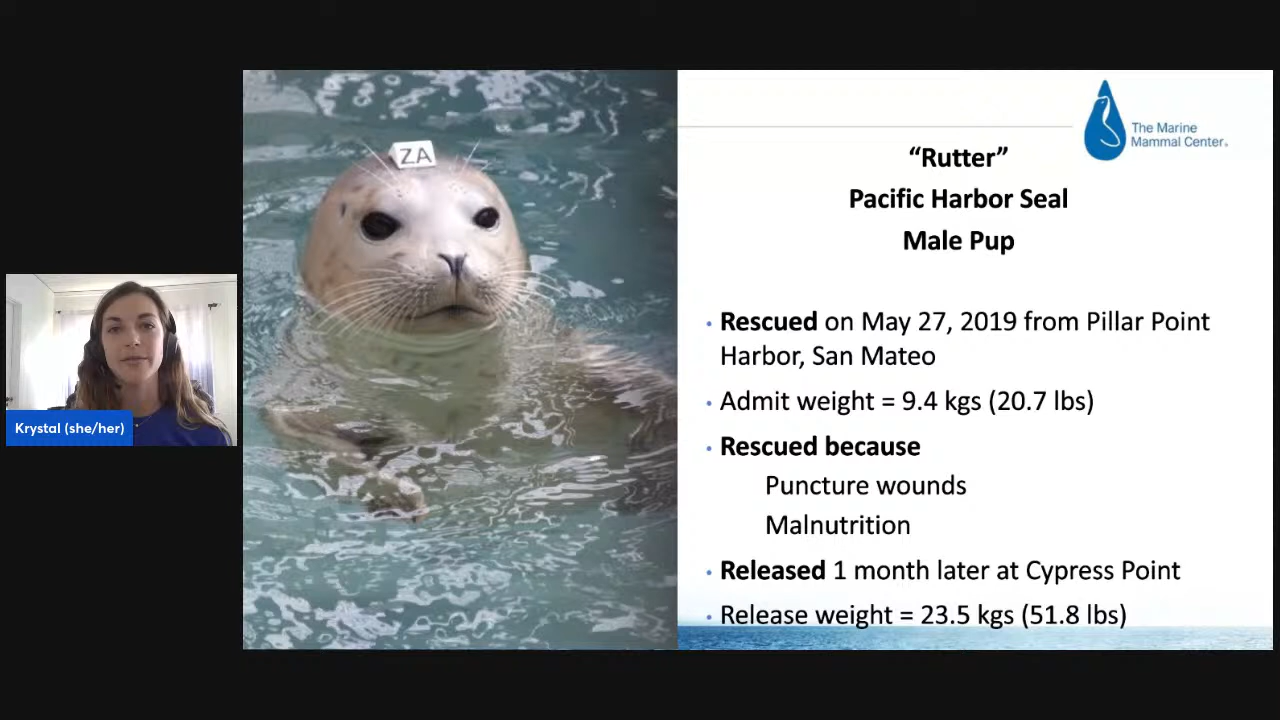 ZA
The Marine
Mammal Center®
“Rutter”
Pacific Harbor Seal
Male Pup
• Rescued on May 27, 2019 from Pillar Point
Harbor, San Mateo
• Admit weight = 9.4 kgs (20.7 lbs)
• Rescued because
Puncture wounds
Malnutrition
• Released 1 month later at Cypress Point
• Release weight = 23.5 kgs (51.8 lbs)
Krystal (she/her)